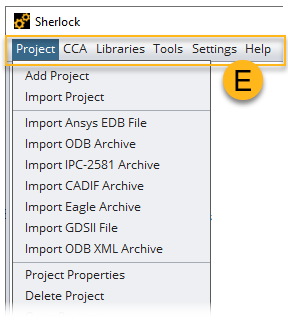 Sherlock
Project CCA Libraries Tools Settings Help
E
Add Project
Import Project
Import Ansys EDB File
Import ODB Archive
Import IPC-2581 Archive
Import CADIF Archive
Import Eagle Archive
Import GDSII File
Import ODB XML Archive
Project Properties
Delete Project